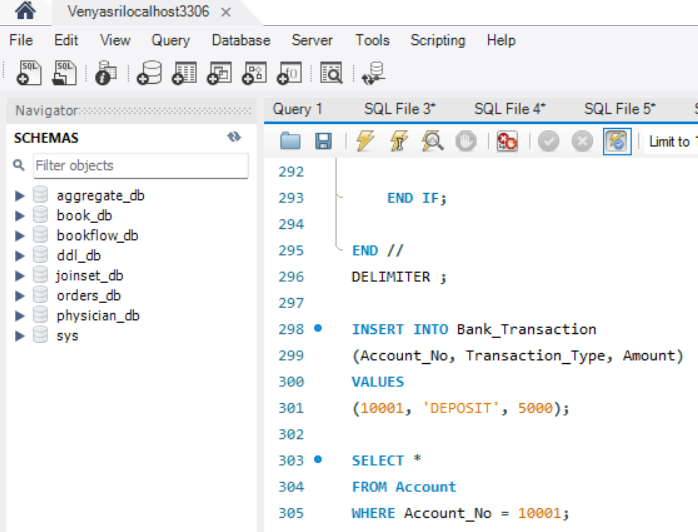 Venyasrilocalhost3306 ×
File Edit View Query Database Server Tools Scripting Help
SQL SQL
Navigator
Query 1 SQL File 3* SQL File 4* SQL File 5*
SCHEMAS
Limit to
Filter objects
aggregate_db
book_db
bookflow_db
ddl_db
joinset_db
orders_db
physician_db
sys
292
293 END IF;
294
295 END //
296 DELIMITER ;
297
298 INSERT INTO Bank_Transaction
299 (Account_No, Transaction_Type, Amount)
300 VALUES
301 (10001, 'DEPOSIT', 5000);
302
303 SELECT *
304 FROM Account
305 WHERE Account_No = 10001;